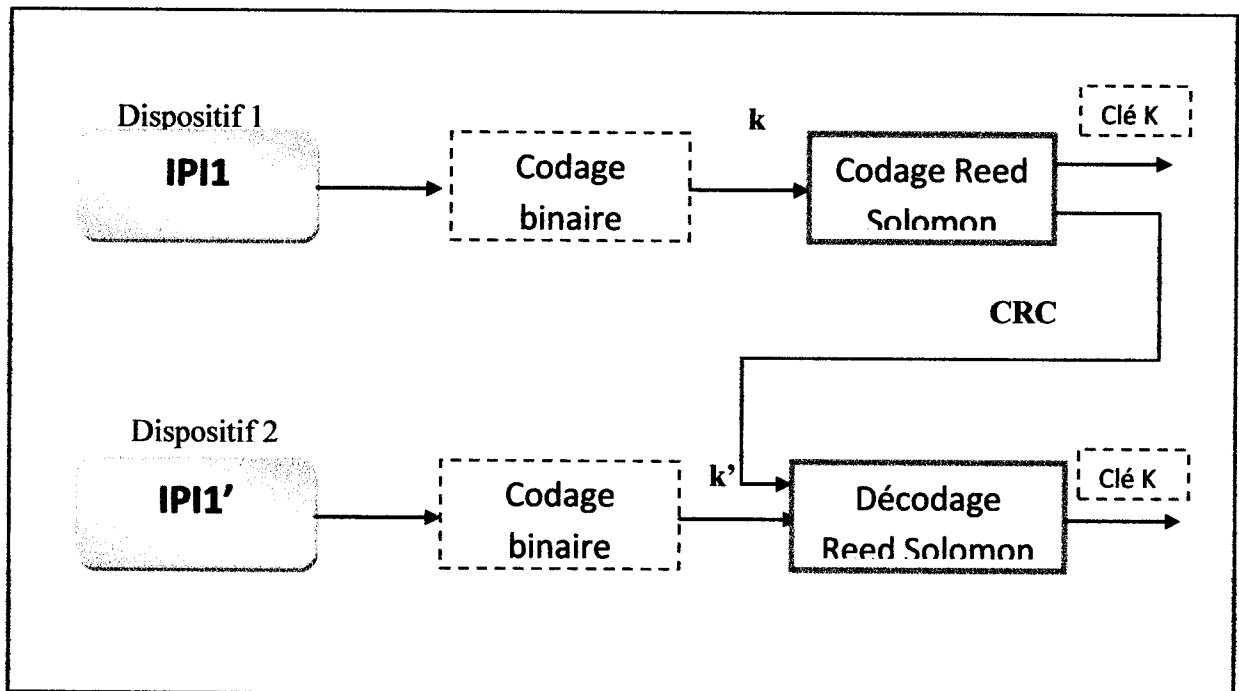 Dispositif 1
IPI1
Codage
binaire
k
Codage Reed
Solomon
Clé K
CRC
Dispositif 2
IPI1'
Codage
binaire
k'
Décodage
Reed Solomon
Clé K